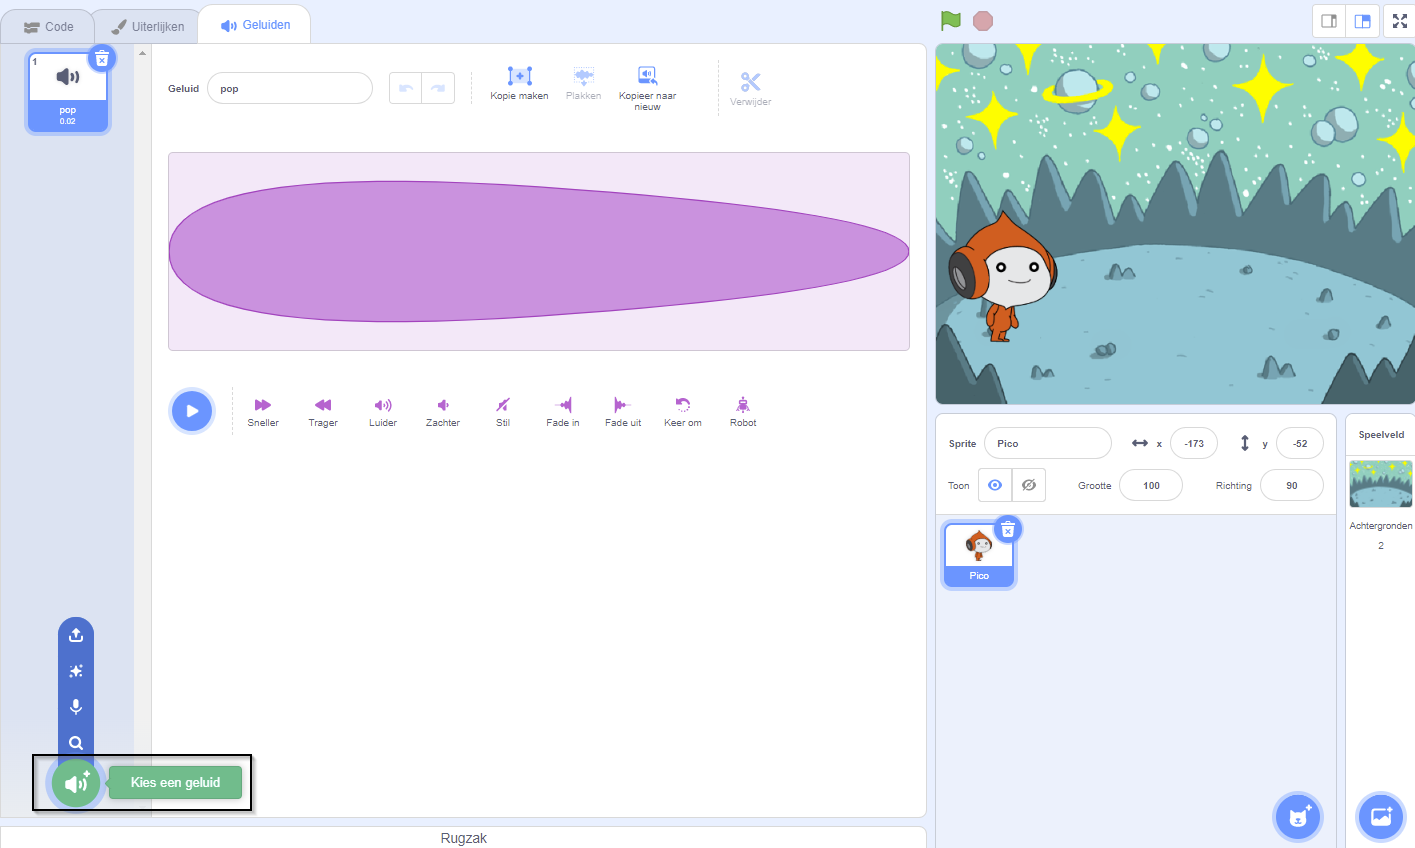 Code
Uiterlijken
Geluiden
1
pop
0.02
Geluid
pop
Kopie maken
Plakken
Kopieer naar
nieuw
Verwijder
Sneller
Trager
Luider
Zachter
Stil
Fade in
Fade uit
Keer om
Robot
Kies een geluid
Rugzak
Sprite
Pico
x
-173
y
-52
Toon
Grootte
100
Richting
90
Pico
Speelveld
Achtergronden
2